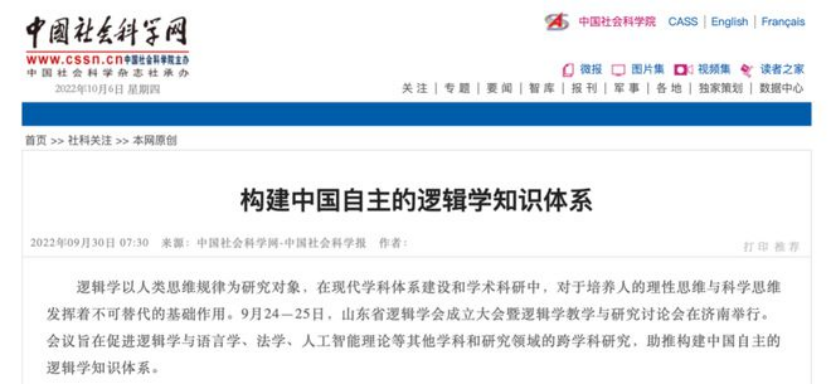 中国社会科学网
www.cssn.cn中国社会科学院主办
中国社会科学杂志社承办
2022年10月6日 星期四
中国社会科学院 CASS | English | Français
微报 图片集 视频集 读者之家
关注 | 专题 | 要闻 | 智库 | 报刊 | 军事 | 各地 | 独家策划 | 数据中心
首页 >> 社科关注 >> 本网原创
构建中国自主的逻辑学知识体系
2022年09月30日 07:30 来源：中国社会科学网-中国社会科学报 作者：
打印 推荐
逻辑学以人类思维规律为研究对象，在现代学科体系建设和学术科研中，对于培养人的理性思维与科学思维
发挥着不可替代的基础作用。9月24—25日，山东省逻辑学会成立大会暨逻辑学教学与研究讨论会在济南举行。
会议旨在促进逻辑学与语言学、法学、人工智能理论等其他学科和研究领域的跨学科研究，助推构建中国自主的
逻辑学知识体系。